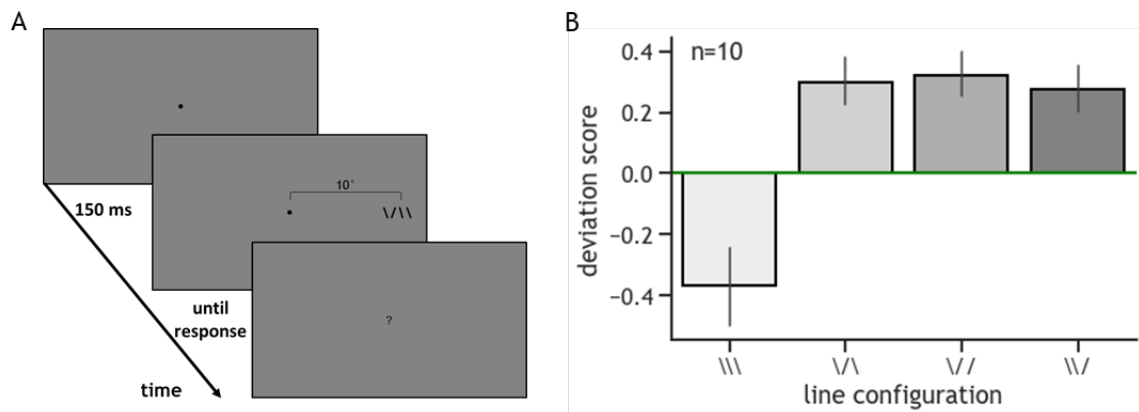 A
150 ms
10°
\/\\
until
response
?
time
B
n=10
deviation score
0.4
0.2
0.0
−0.2
−0.4
\\\
\/\
\//
\\/
line configuration